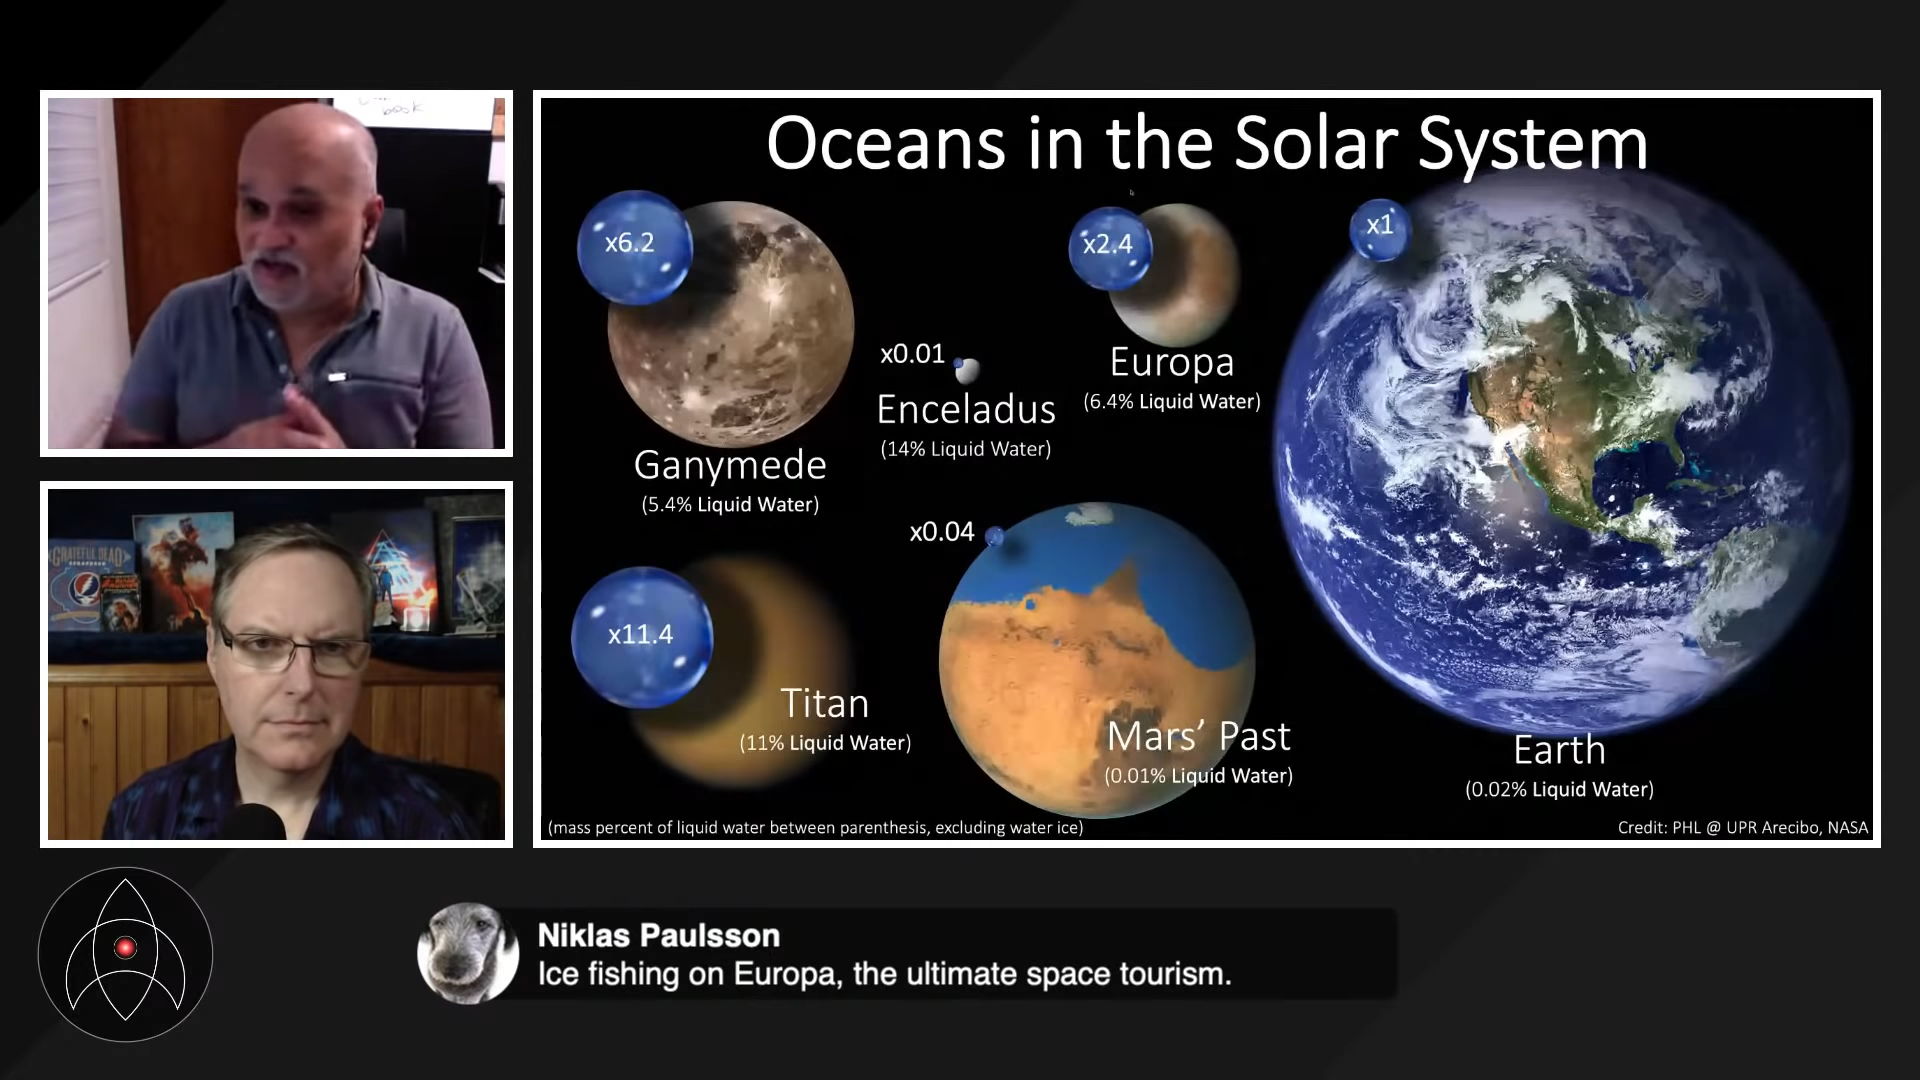 book
GRATEFUL DEAD
Oceans in the Solar System
x6.2
x2.4
x1
x0.01
Europa
(6.4% Liquid Water)
Enceladus
(14% Liquid Water)
Ganymede
(5.4% Liquid Water)
x0.04
x11.4
Titan
(11% Liquid Water)
Mars’ Past
(0.01% Liquid Water)
Earth
(0.02% Liquid Water)
(mass percent of liquid water between parenthesis, excluding water ice)
Credit: PHL @ UPR Arecibo, NASA
Niklas Paulsson
Ice fishing on Europa, the ultimate space tourism.